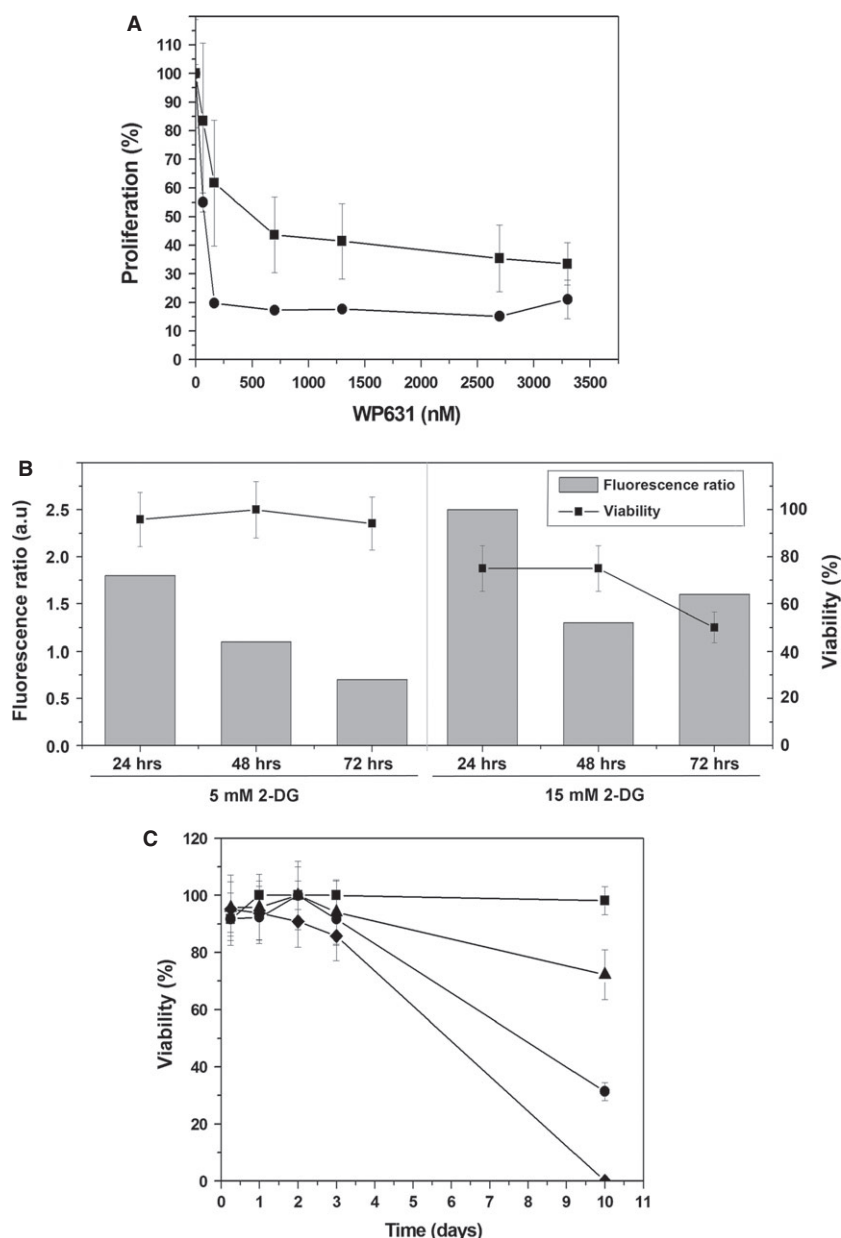 A
110
100
90
80
70
60
50
40
30
20
10
0
Proliferation (%)
0 500 1000 1500 2000 2500 3000 3500
WP631 (nM)
B
2.5
2.0
1.5
1.0
0.5
0.0
Fluorescence ratio (a.u)
Fluorescence ratio
Viability
100
80
60
40
20
0
Viability (%)
24 hrs 48 hrs 72 hrs 24 hrs 48 hrs 72 hrs
5 mM 2-DG 15 mM 2-DG
C
120
100
80
60
40
20
0
Viability (%)
0 1 2 3 4 5 6 7 8 9 10 11
Time (days)